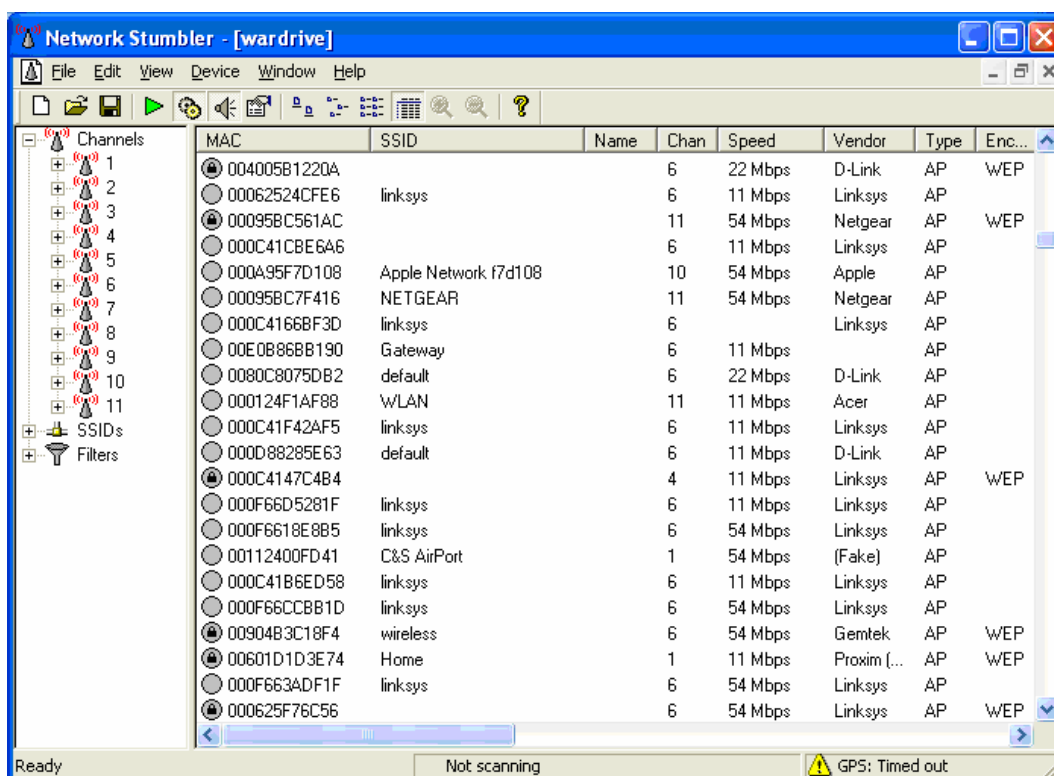 Network Stumbler - [wardrive]
File Edit View Device Window Help
Channels
1
2
3
4
5
6
7
8
9
10
11
SSIDs
Filters
MAC SSID Name Chan Speed Vendor Type Enc...
004005B1220A 6 22 Mbps D-Link AP WEP
00062524CFE6 linksys 6 11 Mbps Linksys AP
00095BC561AC 11 54 Mbps Netgear AP WEP
000C41CBE6A6 6 11 Mbps Linksys AP
000A95F7D108 Apple Network f7d108 10 54 Mbps Apple AP
00095BC7F416 NETGEAR 11 54 Mbps Netgear AP
000C4166BF3D linksys 6 Linksys AP
00E0B86BB190 Gateway 6 11 Mbps AP
0080C8075DB2 default 6 22 Mbps D-Link AP
000124F1AF88 WLAN 11 11 Mbps Acer AP
000C41F42AF5 linksys 6 11 Mbps Linksys AP
000D88285E63 default 6 11 Mbps D-Link AP
000C4147C4B4 4 11 Mbps Linksys AP WEP
000F66D5281F linksys 6 11 Mbps Linksys AP
000F6618E8B5 linksys 6 54 Mbps Linksys AP
00112400FD41 C&S AirPort 1 54 Mbps (Fake) AP
000C41B6ED58 linksys 6 11 Mbps Linksys AP
000F66CCBB1D linksys 6 54 Mbps Linksys AP
00904B3C18F4 wireless 6 54 Mbps Gemtek AP WEP
00601D1D3E74 Home 1 11 Mbps Proxim (... AP WEP
000F663ADF1F linksys 6 54 Mbps Linksys AP
000625F76C56 6 54 Mbps Linksys AP WEP
Ready Not scanning GPS: Timed out